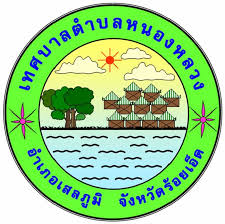 เทศบาลตำบลหนองหลวง
อำเภอเสลภูมิ จังหวัดร้อยเอ็ด